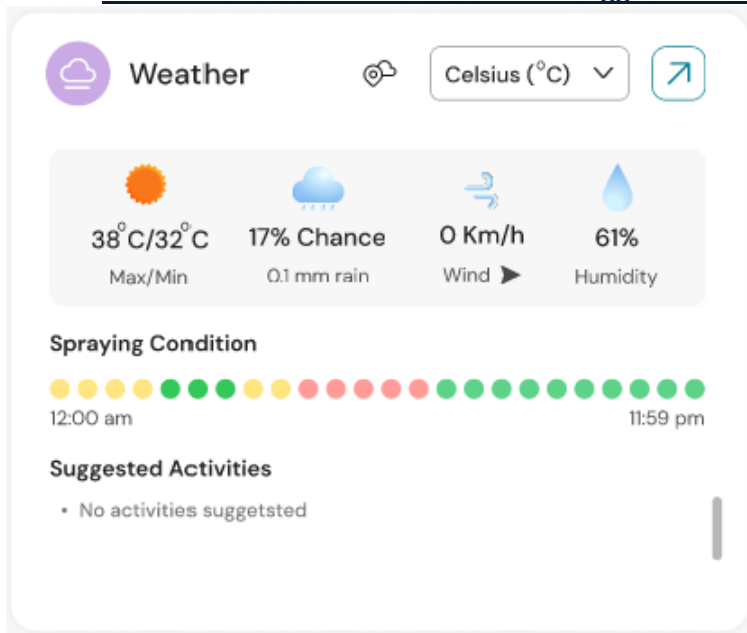 Weather
Celsius (°C)
38°C/32°C
Max/Min
17% Chance
0.1 mm rain
0 Km/h
Wind
61%
Humidity
Spraying Condition
12:00 am
11:59 pm
Suggested Activities
• No activities suggetsted